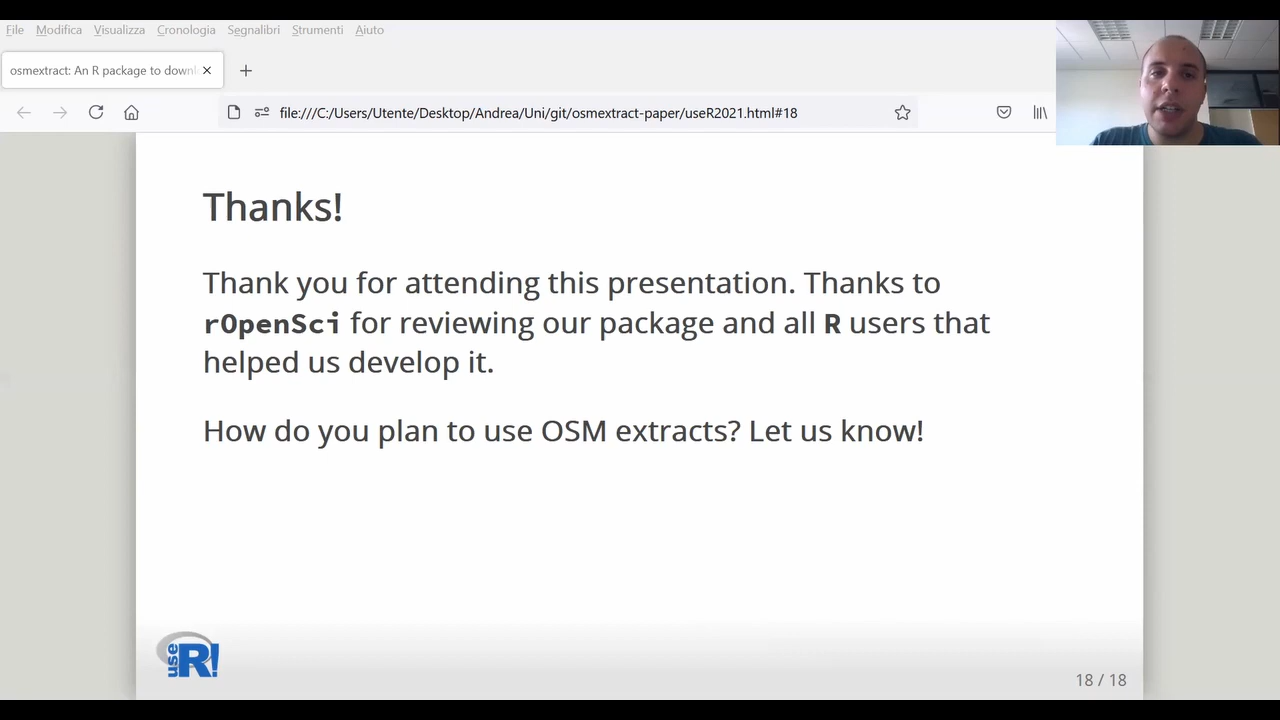 File Modifica Visualizza Cronologia Segnalibri Strumenti Aiuto
osmextract: An R package to downl
file:///C:/Users/Utente/Desktop/Andrea/Uni/git/osmextract-paper/useR2021.html#18
Thanks!
Thank you for attending this presentation. Thanks to
rOpenSci for reviewing our package and all R users that
helped us develop it.
How do you plan to use OSM extracts? Let us know!
useR!
18 / 18